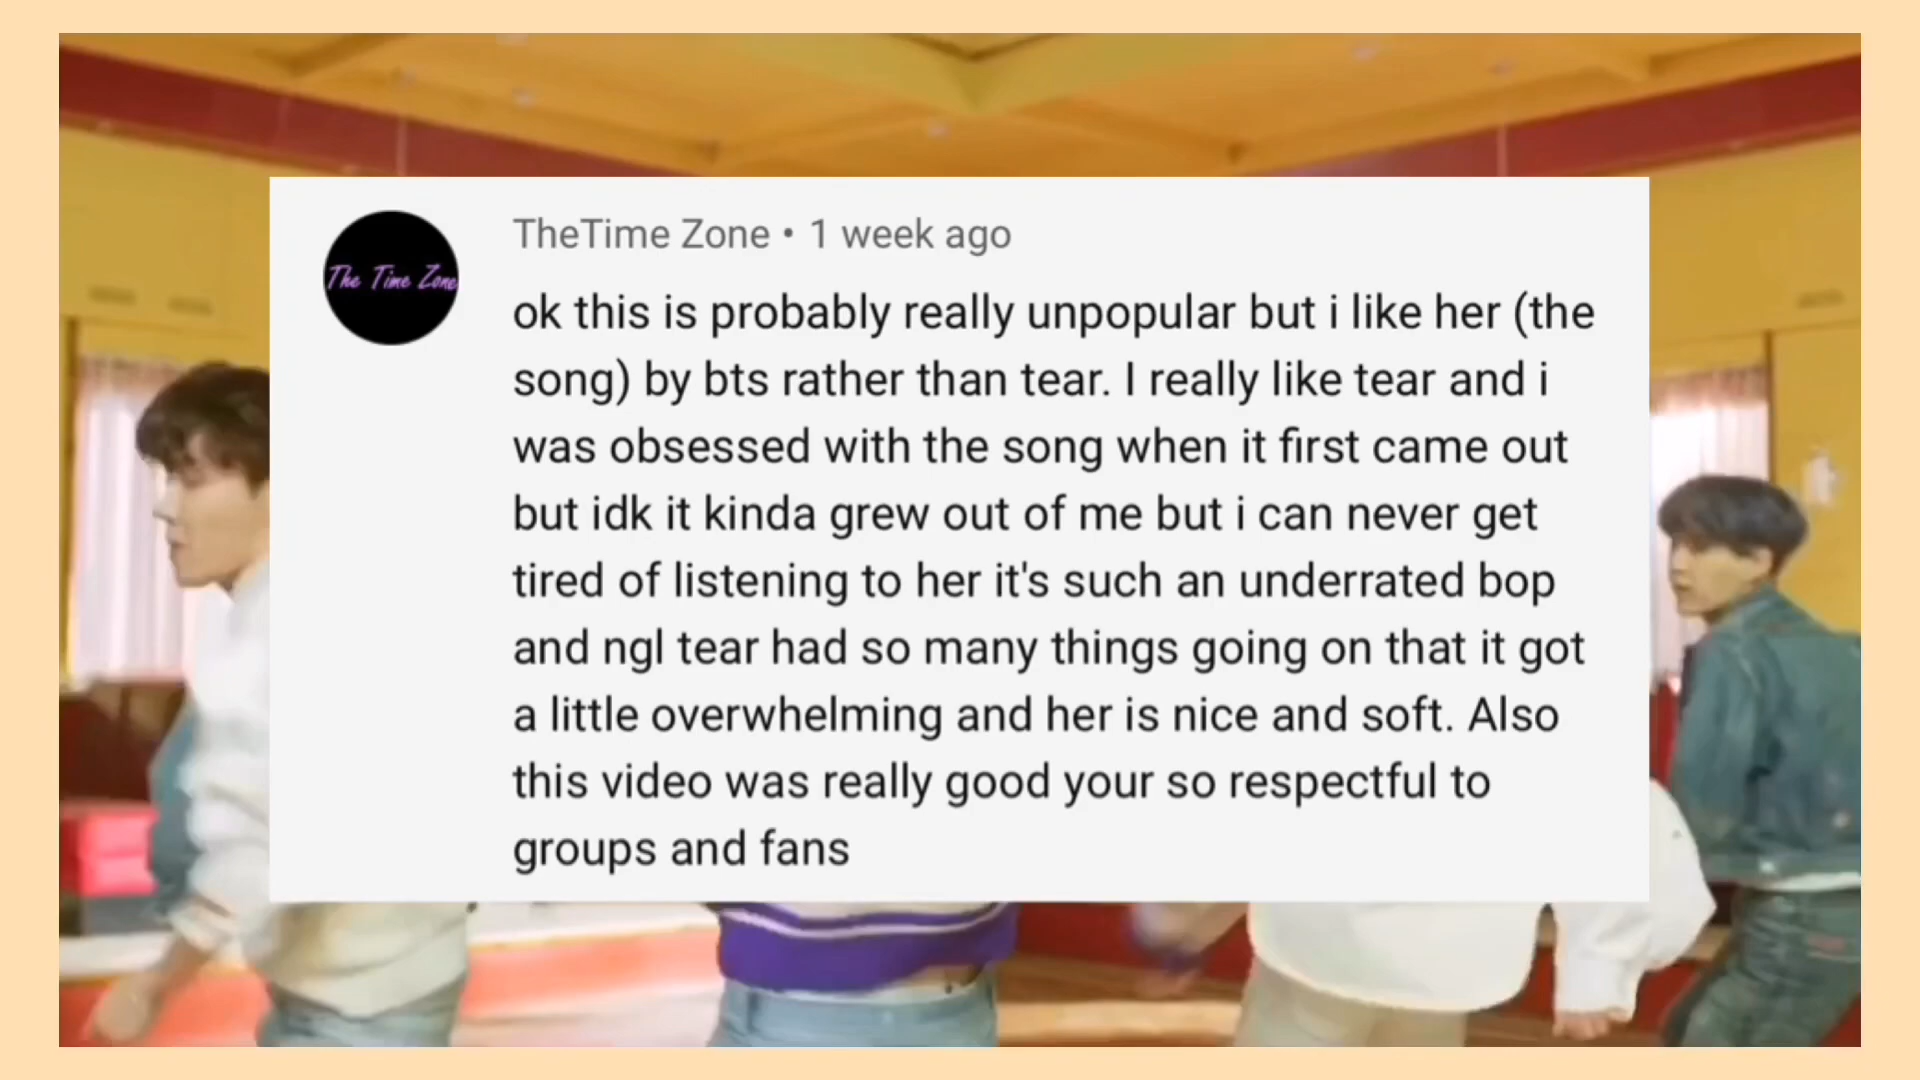 The Time Zone
TheTime Zone • 1 week ago
ok this is probably really unpopular but i like her (the
song) by bts rather than tear. I really like tear and i
was obsessed with the song when it first came out
but idk it kinda grew out of me but i can never get
tired of listening to her it's such an underrated bop
and ngl tear had so many things going on that it got
a little overwhelming and her is nice and soft. Also
this video was really good your so respectful to
groups and fans